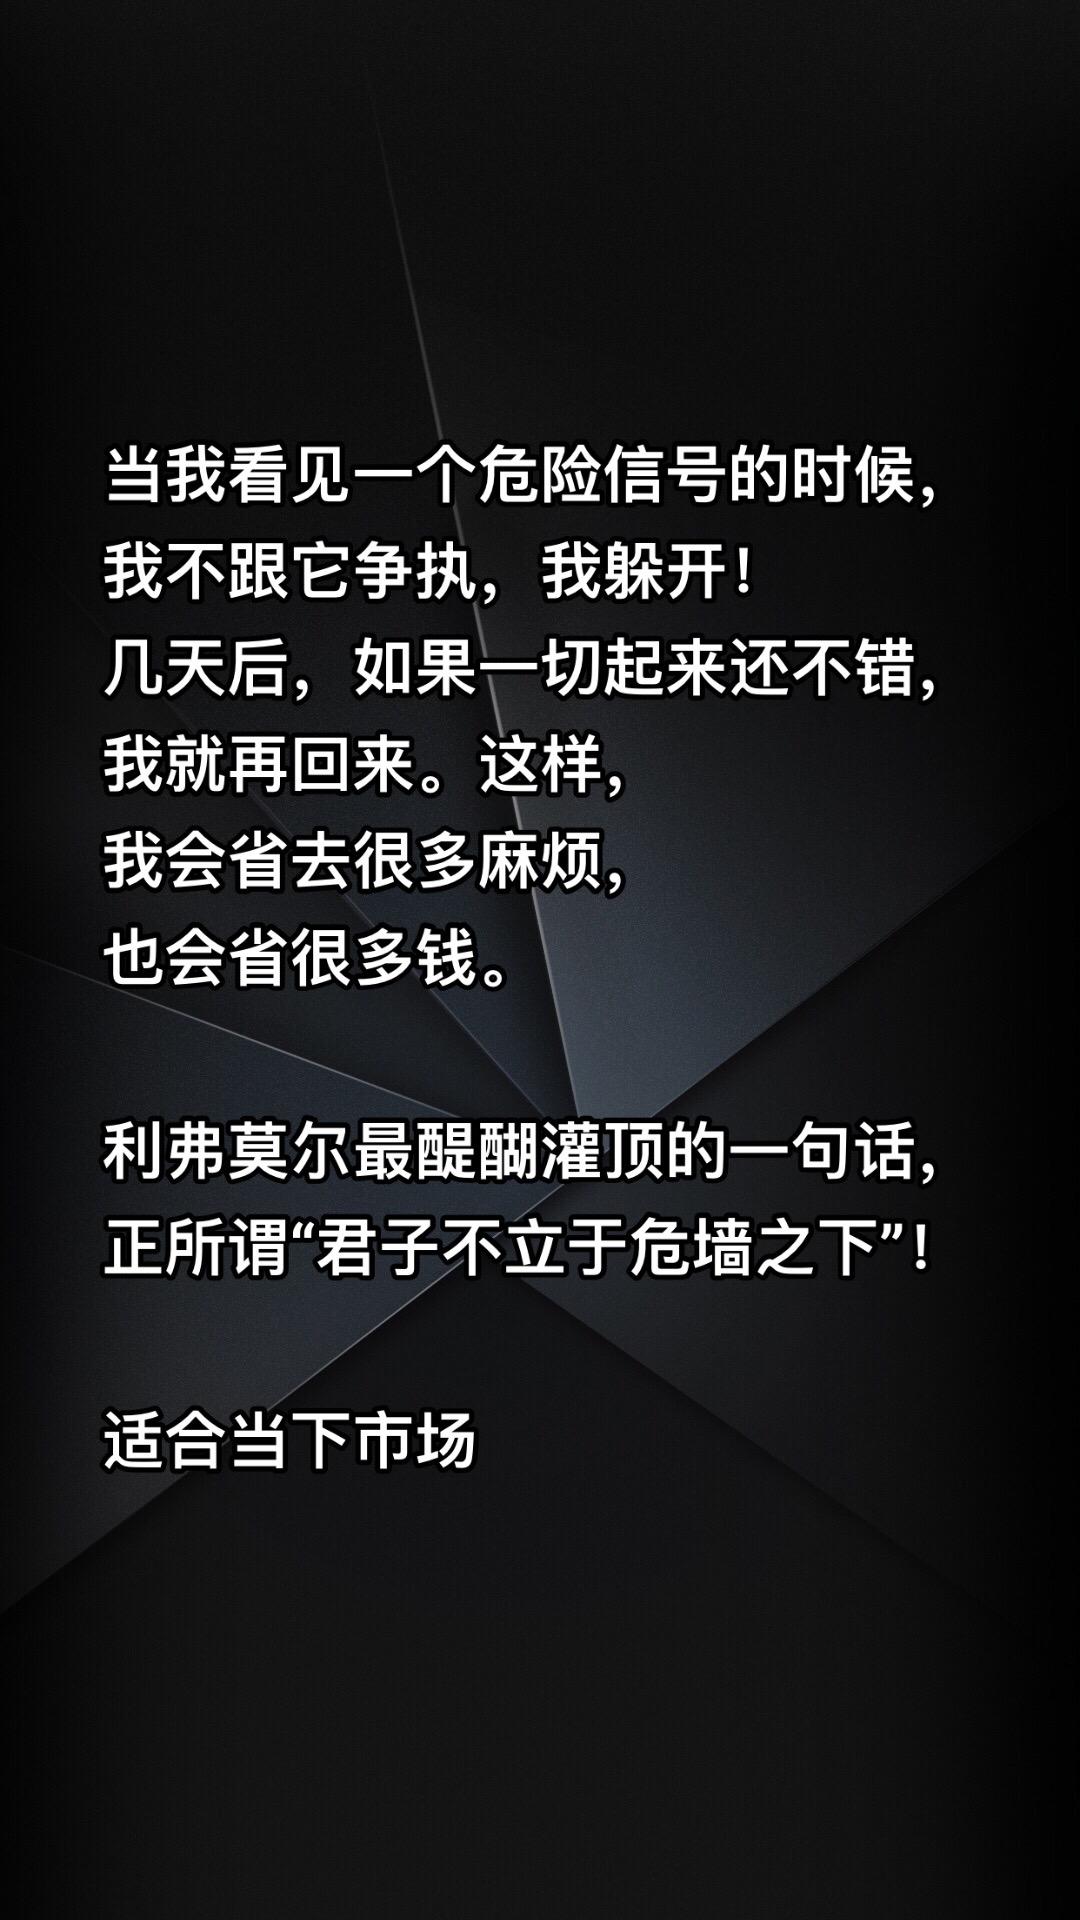 当我看见一个危险信号的时候，
我不跟它争执，我躲开！
几天后，如果一切起来还不错，
我就再回来。这样，
我会省去很多麻烦，
也会省很多钱。
利弗莫尔最醍醐灌顶的一句话，
正所谓“君子不立于危墙之下”！
适合当下市场